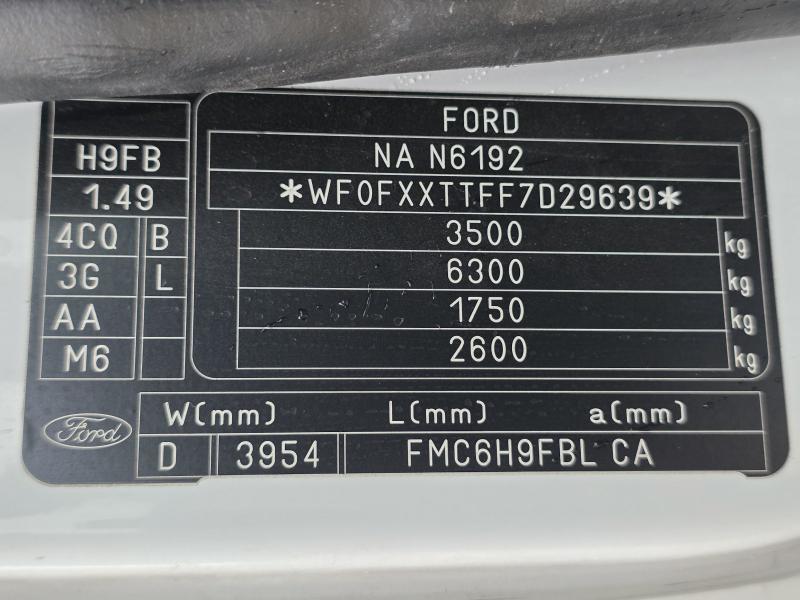 FORD
H9FB NA N6192
1.49 *WF0FXXTTFF7D29639*
4CQ B 3500 kg
3G L 6300 kg
AA 1750 kg
M6 2600 kg
Ford W(mm) L(mm) a(mm)
D 3954 FMC6H9FBL CA